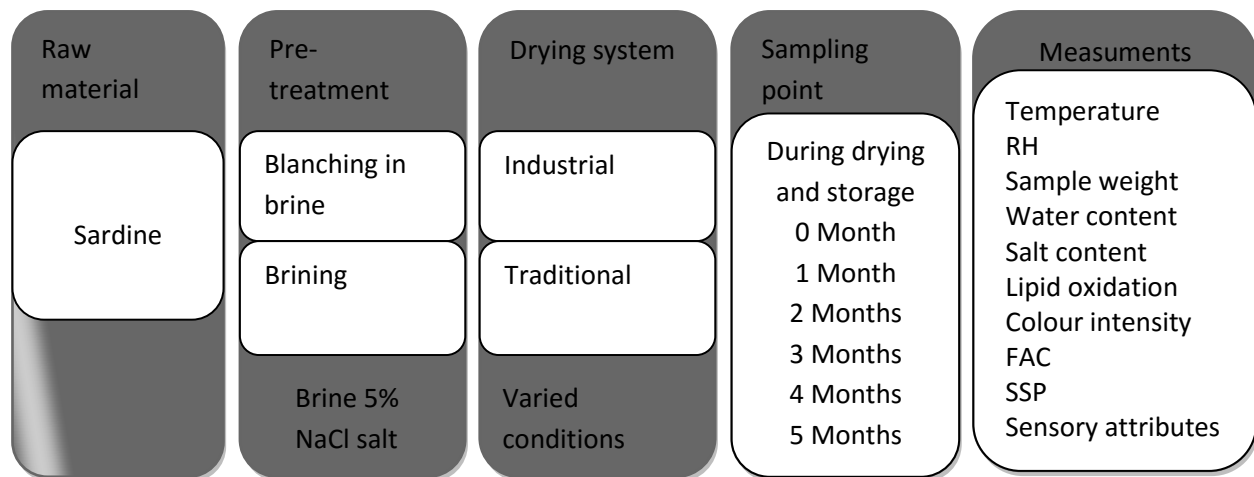 Raw
material
Sardine
Pre-
treatment
Blanching in
brine
Brining
Brine 5%
NaCl salt
Drying system
Industrial
Traditional
Varied
conditions
Sampling
point
During drying
and storage
0 Month
1 Month
2 Months
3 Months
4 Months
5 Months
Measuments
Temperature
RH
Sample weight
Water content
Salt content
Lipid oxidation
Colour intensity
FAC
SSP
Sensory attributes